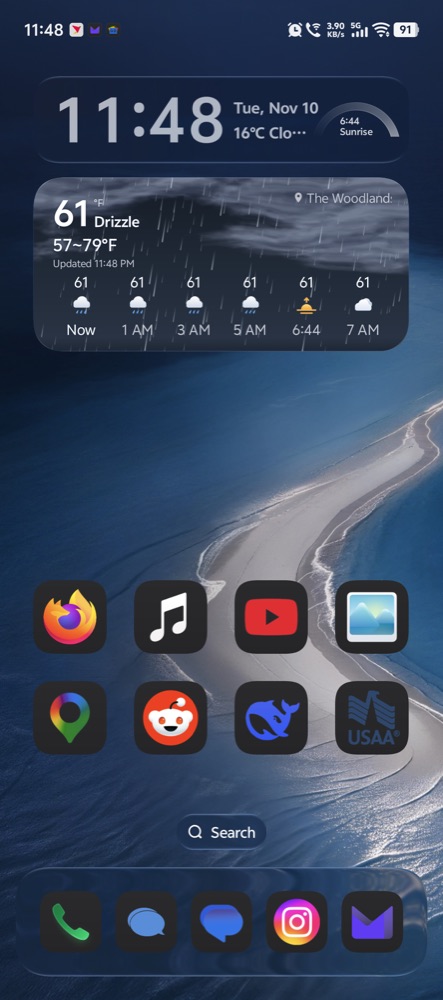 11:48
3.90
KB/s
5G
91
11:48
Tue, Nov 10
16°C Clo···
6:44
Sunrise
61 °F
Drizzle
The Woodland:
57~79°F
Updated 11:48 PM
61 61 61 61 61 61
Now 1 AM 3 AM 5 AM 6:44 7 AM
USAA®
Search